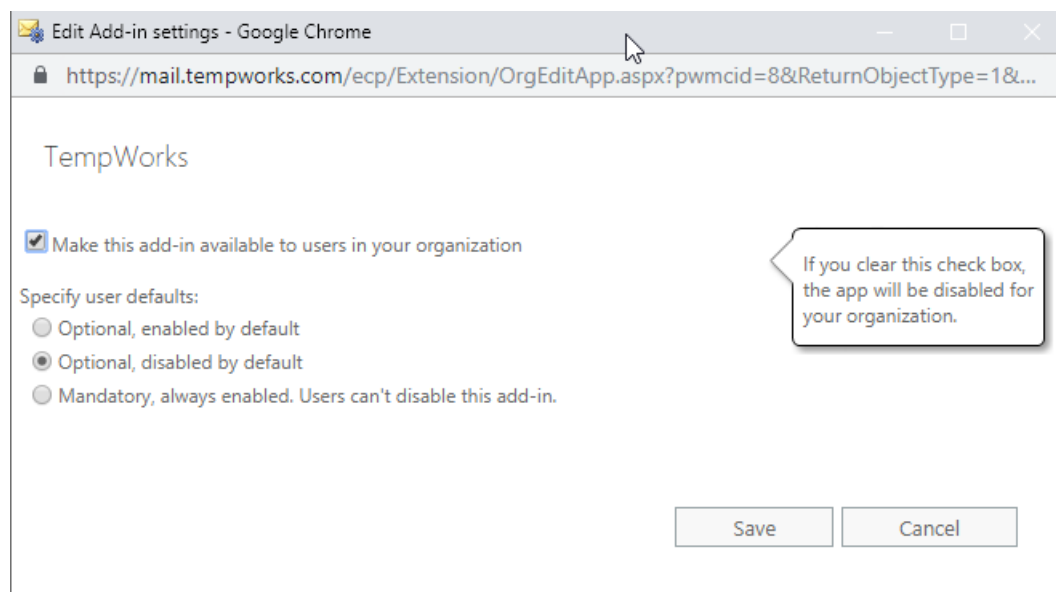 Edit Add-in settings - Google Chrome
https://mail.tempworks.com/ecp/Extension/OrgEditApp.aspx?pwmcid=8&ReturnObjectType=1&...
TempWorks
Make this add-in available to users in your organization
If you clear this check box,
the app will be disabled for
your organization.
Specify user defaults:
Optional, enabled by default
Optional, disabled by default
Mandatory, always enabled. Users can't disable this add-in.
Save
Cancel